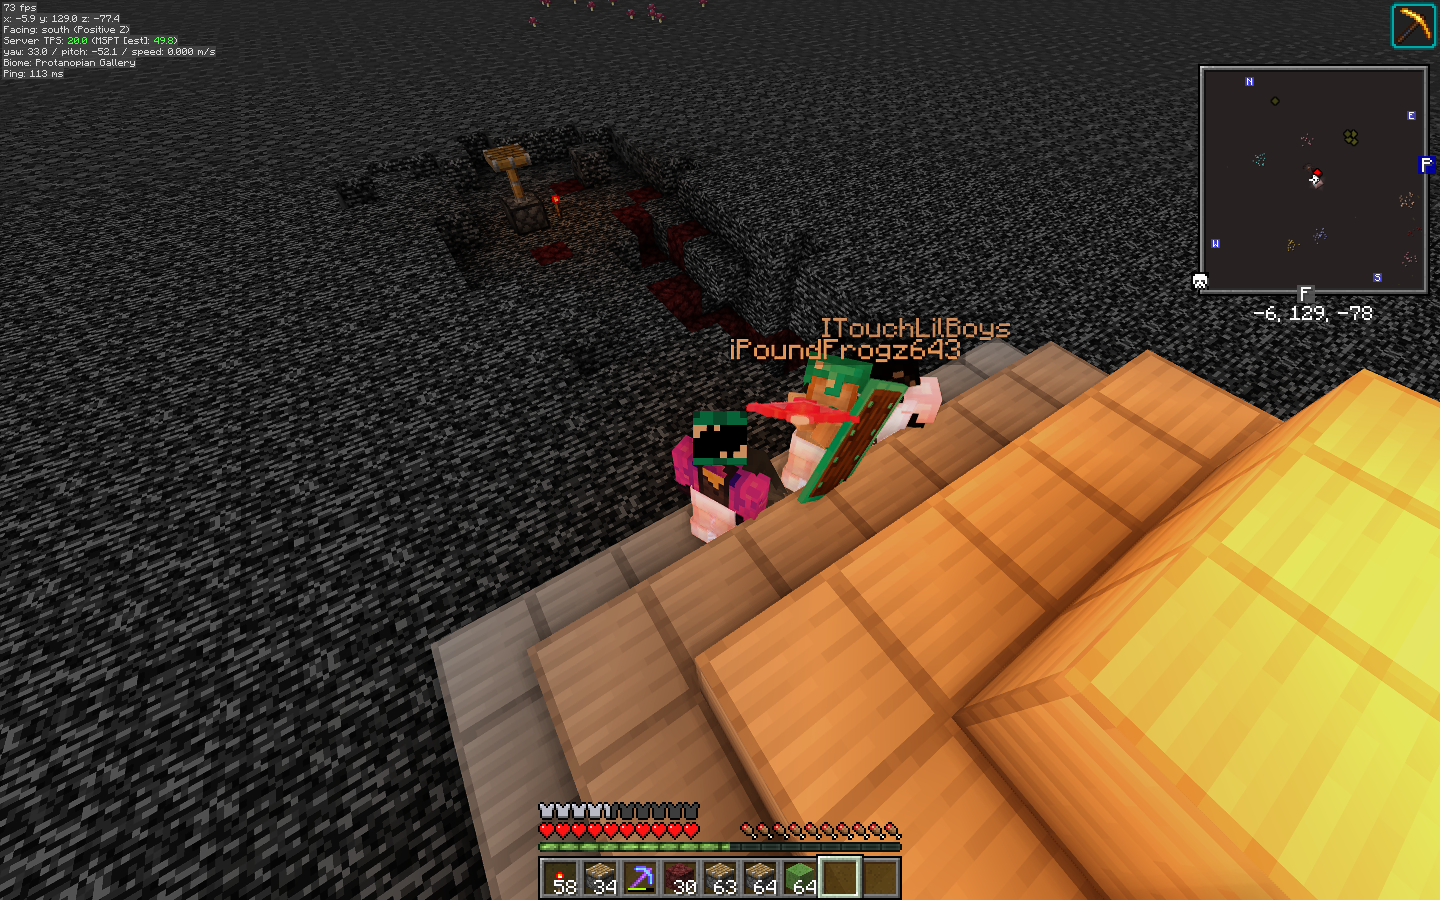 73 fps
x: -5.9 y: 129.0 z: -77.4
Facing: south (Positive Z)
Server TPS: 20.0 (MSPT [est]: 49.8)
yaw: 33.0 / pitch: -52.1 / speed: 0.000 m/s
Biome: Protanopian Gallery
Ping: 113 ms
N
E
P
W
S
F
-6, 129, -78
ITouchLilBoys
iPoundFrogz643
58 34 30 63 64 64